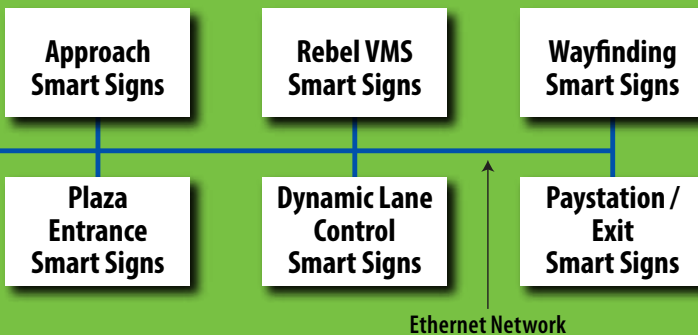 Approach
Smart Signs
Rebel VMS
Smart Signs
Wayfinding
Smart Signs
Plaza
Entrance
Smart Signs
Dynamic Lane
Control
Smart Signs
Paystation /
Exit
Smart Signs
Ethernet Network